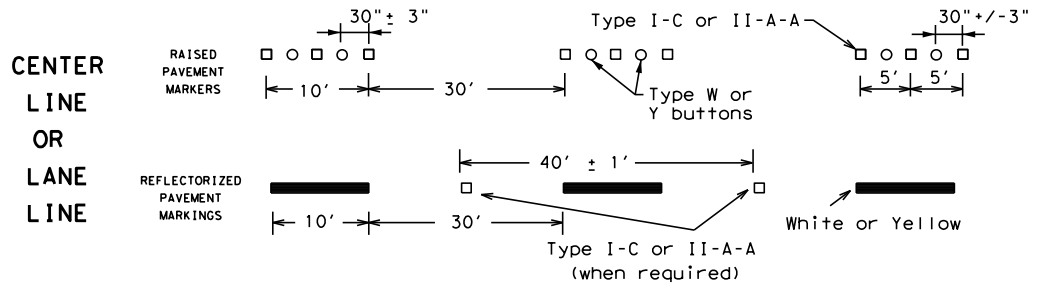 CENTER
LINE
OR
LANE
LINE
RAISED
PAVEMENT
MARKERS
30"± 3"
10'
30'
Type I-C or II-A-A
Type W or
Y buttons
30"+/-3"
5'
5'
REFLECTORIZED
PAVEMENT
MARKINGS
10'
30'
40' ± 1'
Type I-C or II-A-A
(when required)
White or Yellow